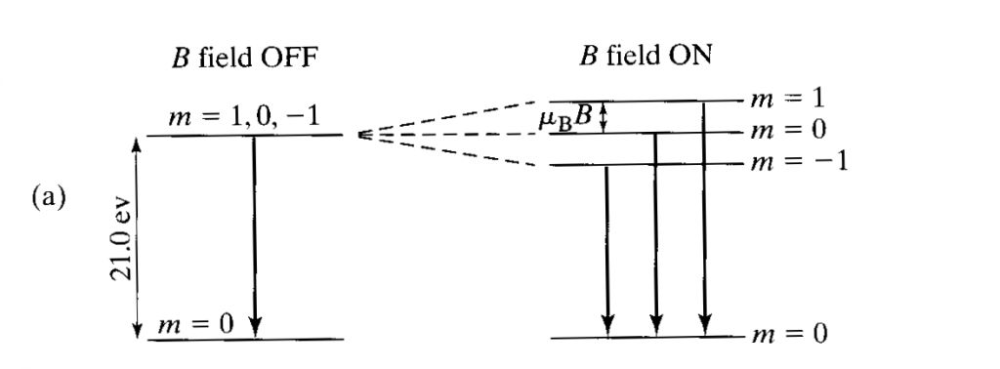 B field OFF
B field ON
m = 1, 0, −1
μBB
m = 1
m = 0
m = −1
(a)
21.0 ev
m = 0
m = 0